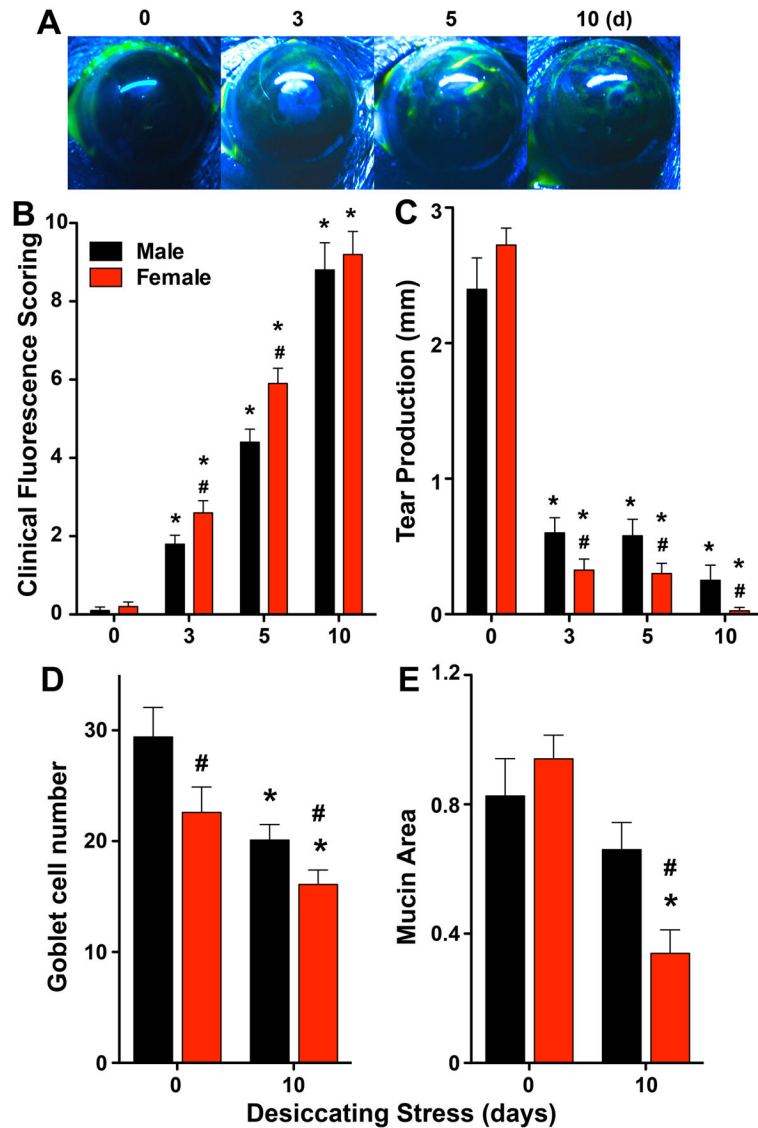 A
0 3 5 10 (d)
B
Clinical Fluorescence Scoring
10
8
6
4
2
0
Male
Female
*
*
#
*
*
#
*
*
0 3 5 10
C
Tear Production (mm)
3
2
1
0
*
*
#
*
*
#
*
*
#
0 3 5 10
D
Goblet cell number
30
20
10
0
#
*
#
*
0 10
E
Mucin Area
1.2
0.8
0.4
0
#
*
0 10
Desiccating Stress (days)